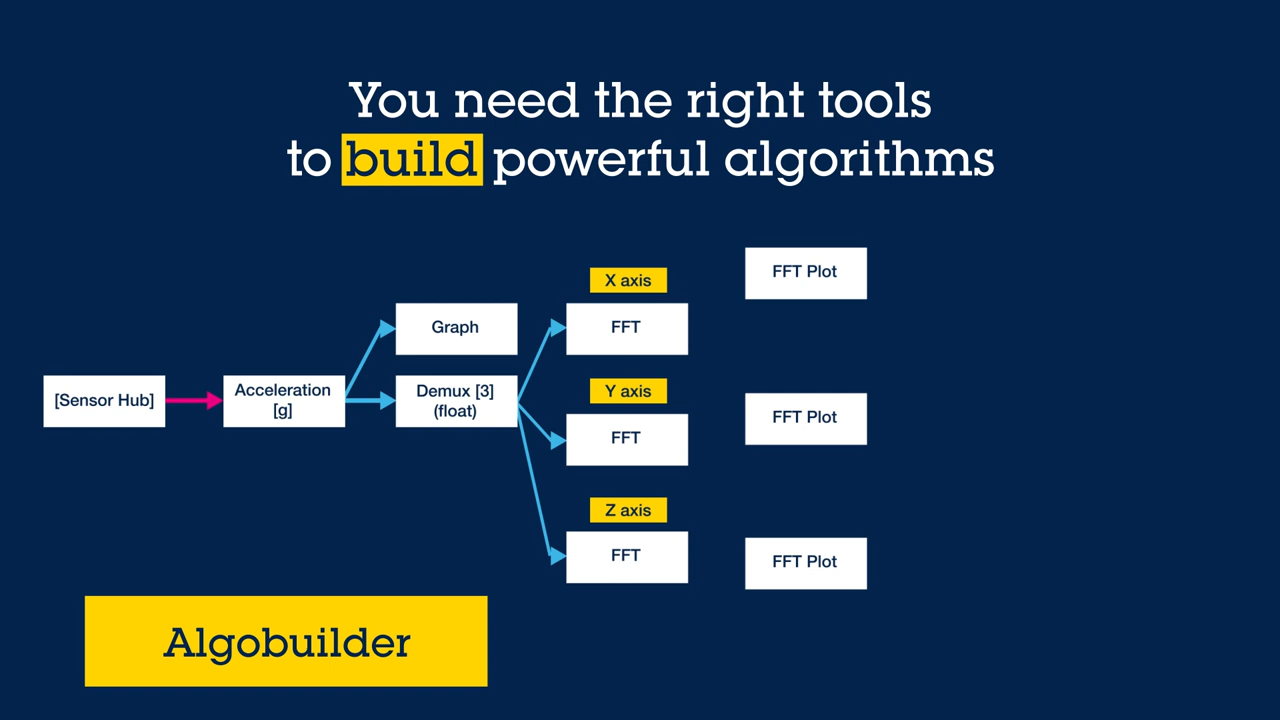 You need the right tools
to build powerful algorithms
[Sensor Hub]
Acceleration
[g]
Graph
Demux [3]
(float)
X axis
FFT
Y axis
FFT
Z axis
FFT
FFT Plot
FFT Plot
FFT Plot
Algobuilder